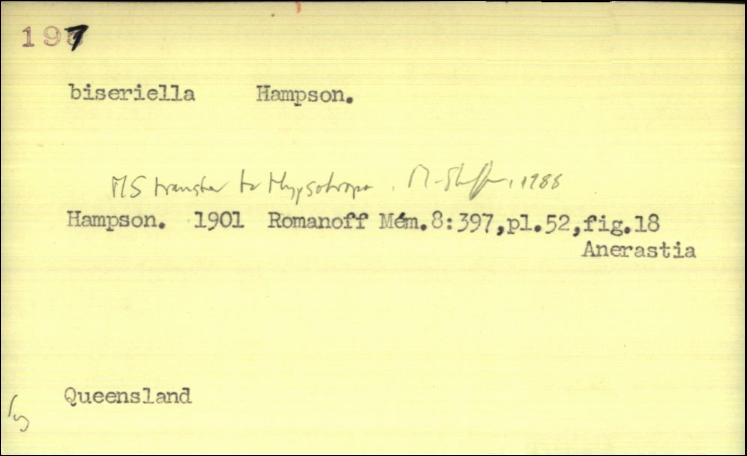 197
biseriella Hampson.
MS transfer to Hypsotropa. M. Shaffer, 1988
Hampson. 1901 Romanoff Mém.8:397,pl.52,fig.18
Anerastia
Queensland